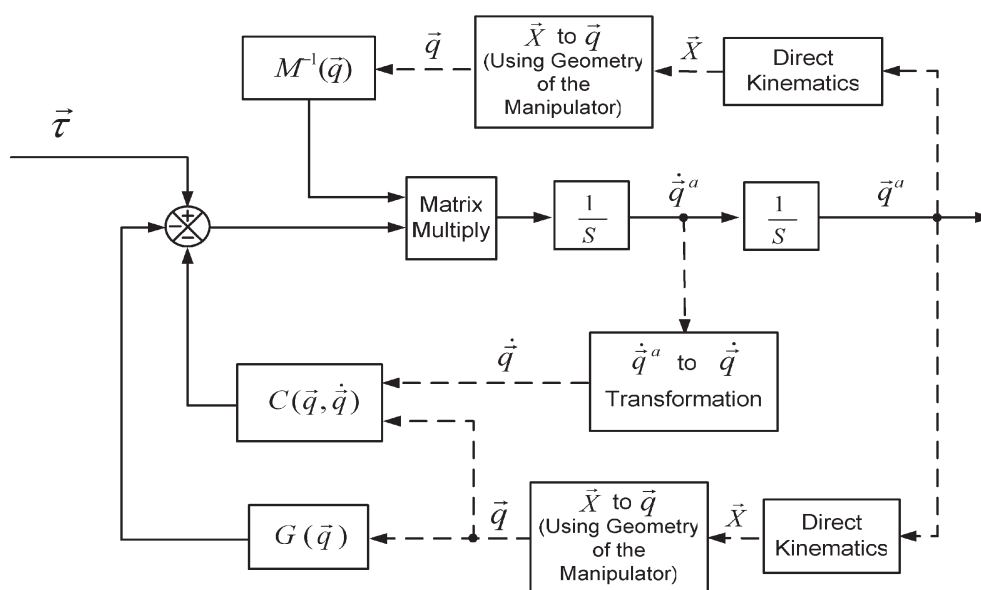 M⁻¹(q⃗)
q⃗
X⃗ to q⃗
(Using Geometry
of the
Manipulator)
X⃗
Direct
Kinematics
τ⃗
+
−
−
Matrix
Multiply
1
S
q⃗̇ᵃ
1
S
q⃗ᵃ
q⃗̇
q⃗̇ᵃ to q⃗̇
Transformation
C(q⃗, q⃗̇)
G(q⃗)
q⃗
X⃗ to q⃗
(Using Geometry
of the
Manipulator)
X⃗
Direct
Kinematics